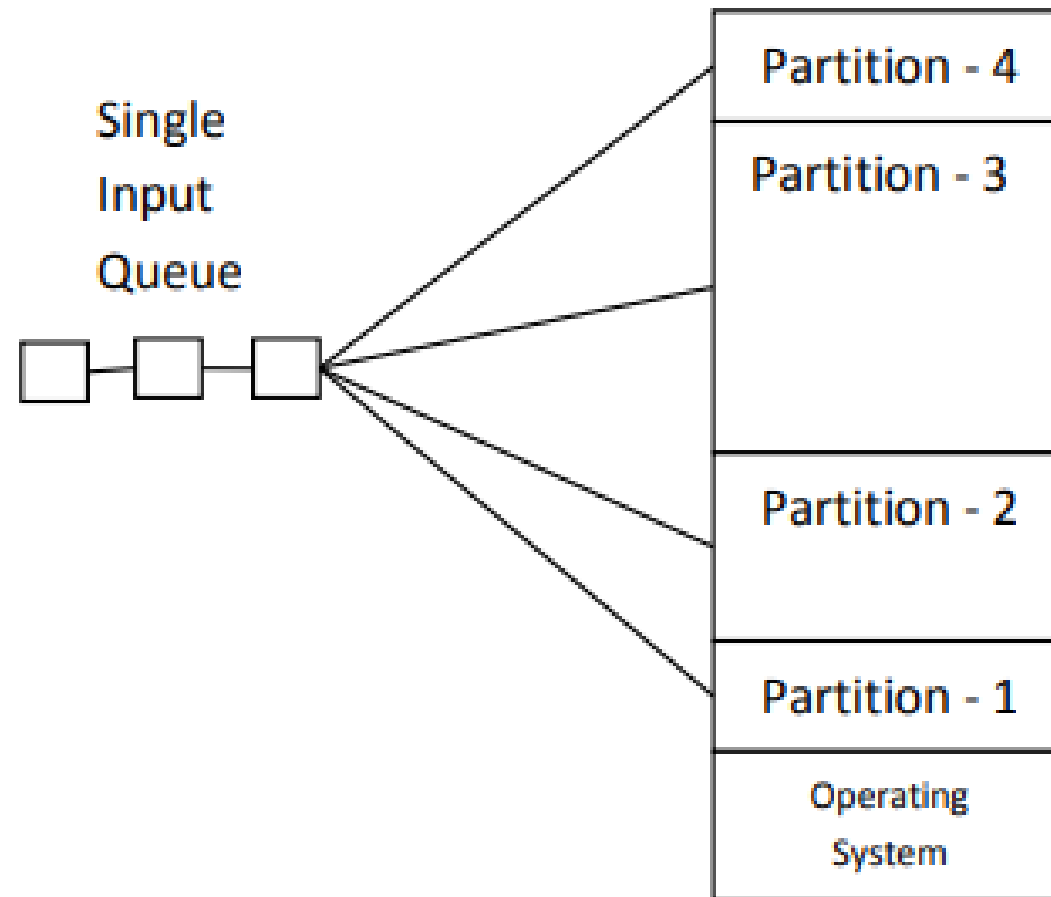 Single
Input
Queue
Partition - 4
Partition - 3
Partition - 2
Partition - 1
Operating
System